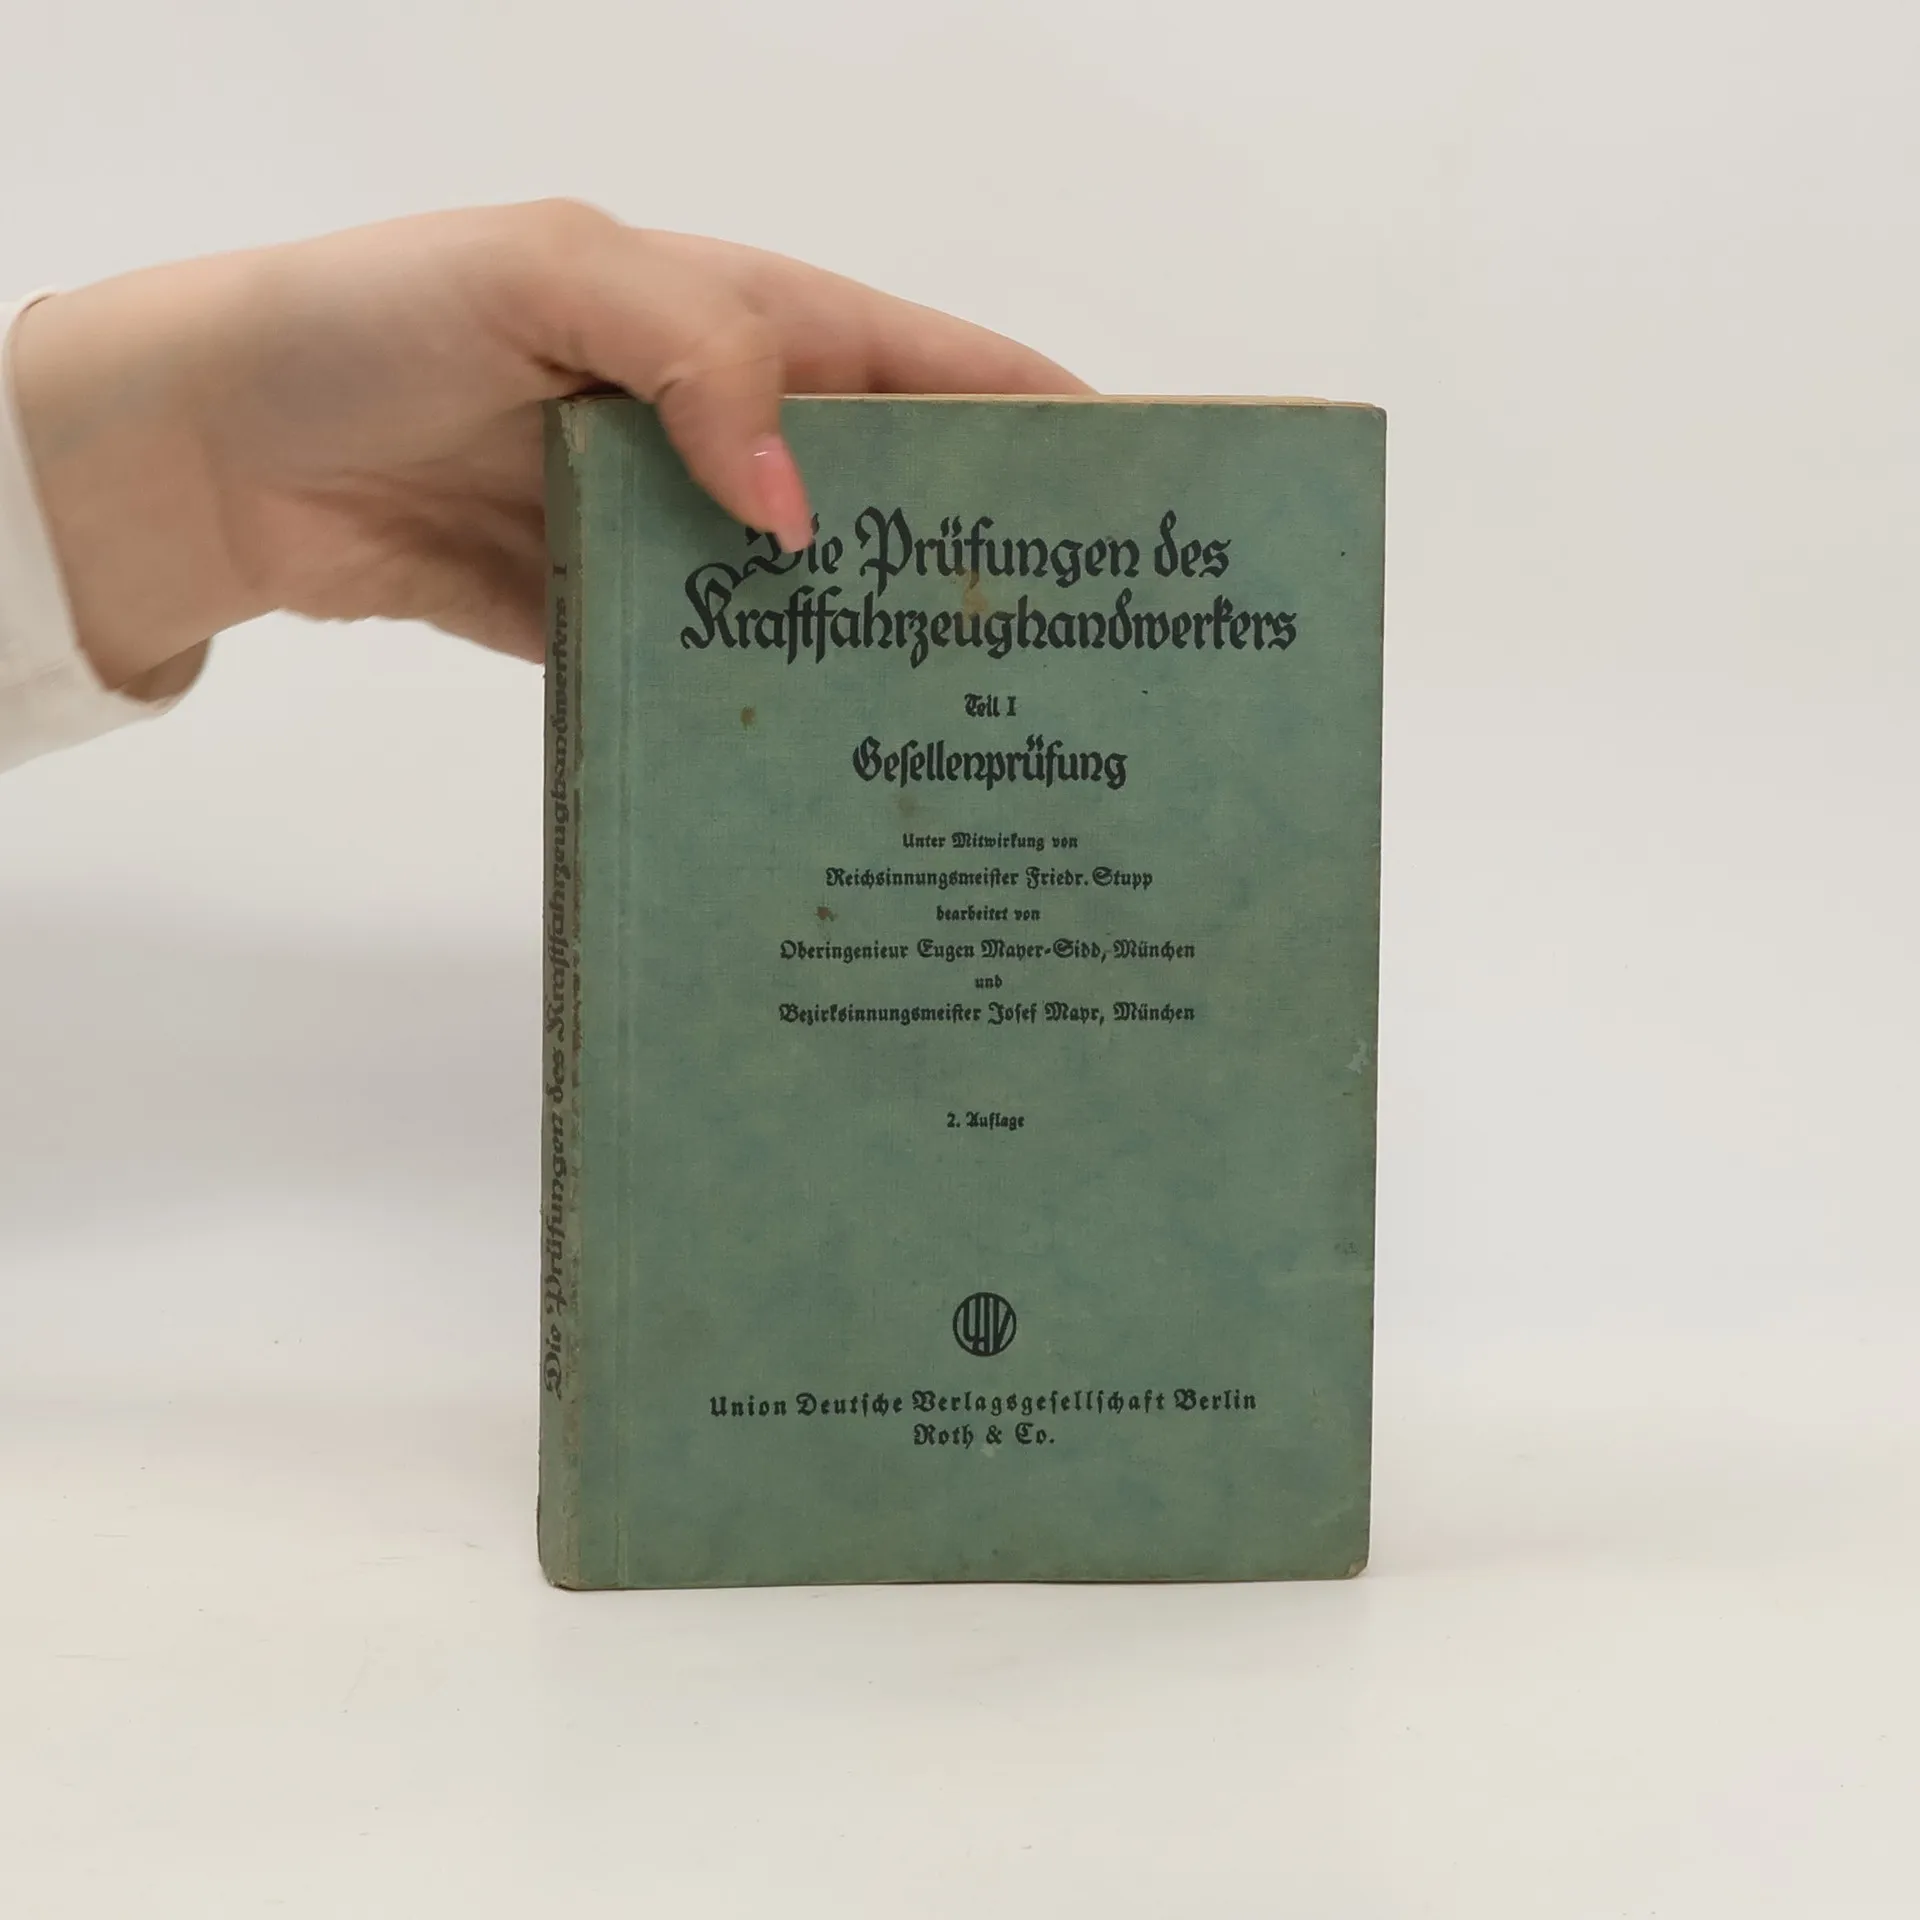 Die Prüfungen des
Kraftfahrzeughandwerkers
Teil I
Gesellenprüfung
Unter Mitwirkung von
Reichsinnungsmeister Friedr. Stupp
bearbeitet von
Oberingenieur Eugen Mayer-Sidd, München
und
Bezirksinnungsmeister Josef Mayr, München
2. Auflage
Union Deutsche Verlagsgesellschaft Berlin
Roth & Co.
Die Prüfungen des Kraftfahrzeughandwerkers I